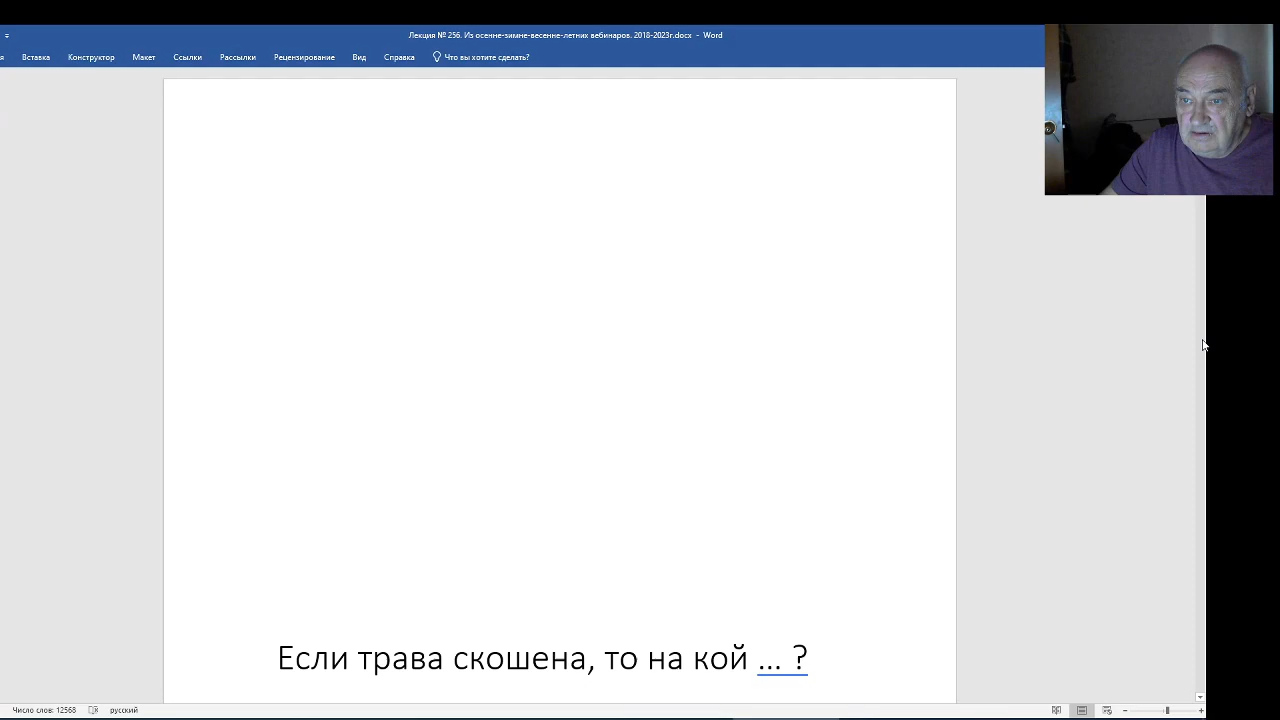 Лекция № 256. Из осенне-зимне-весенне-летних вебинаров. 2018-2023г.docx - Word
я Вставка Конструктор Макет Ссылки Рассылки Рецензирование Вид Справка Что вы хотите сделать?
Если трава скошена, то на кой ... ?
Число слов: 12568 русский